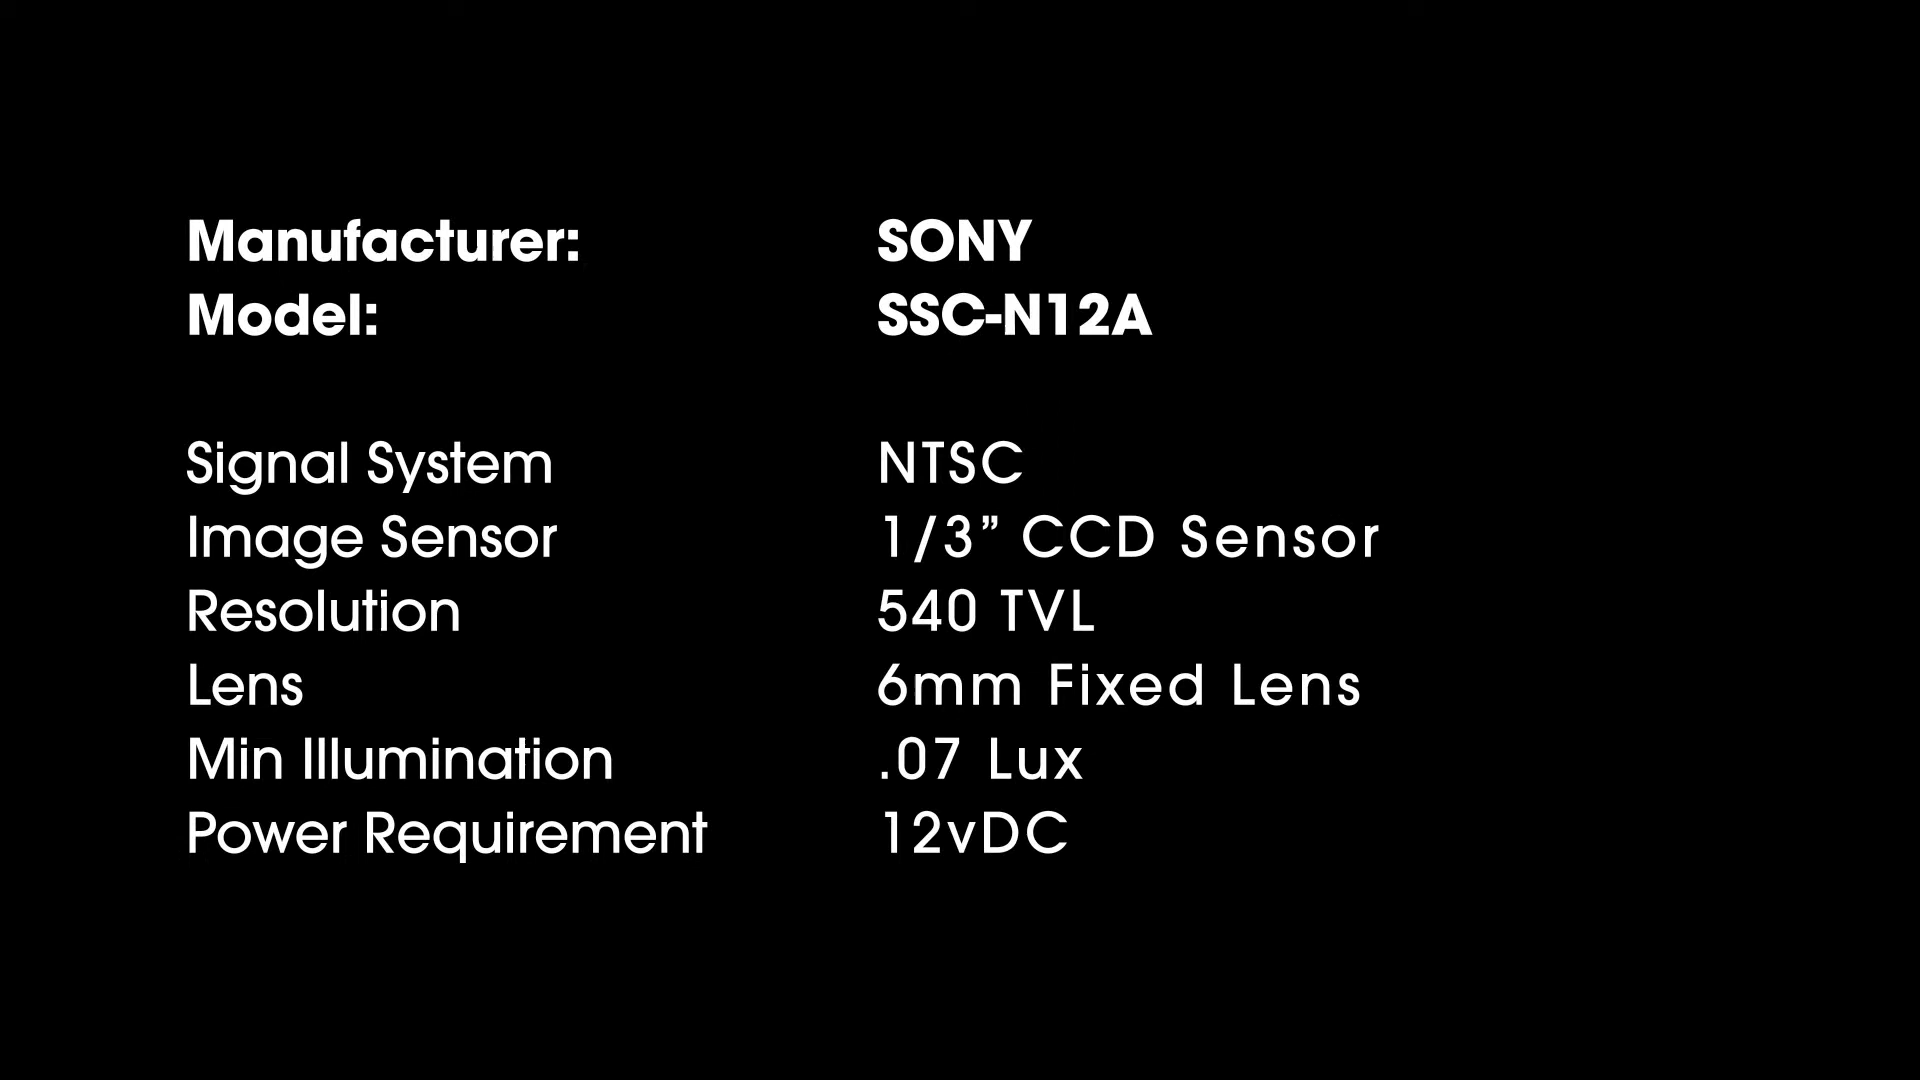 Manufacturer: SONY
Model: SSC-N12A
Signal System NTSC
Image Sensor 1/3” CCD Sensor
Resolution 540 TVL
Lens 6mm Fixed Lens
Min Illumination .07 Lux
Power Requirement 12vDC